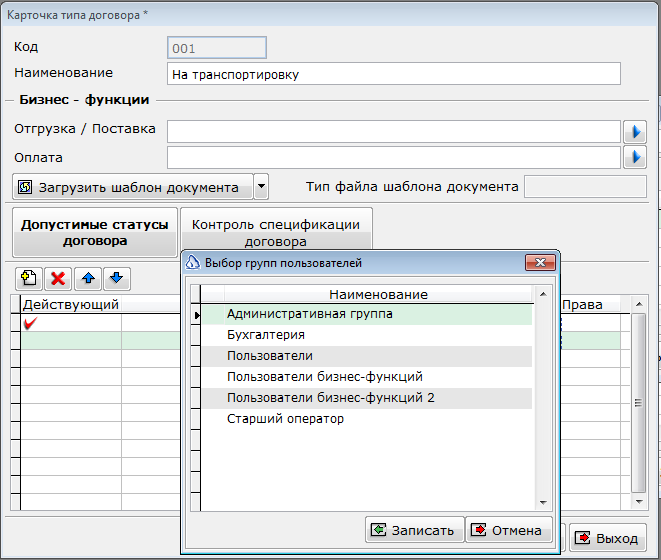 Карточка типа договора *
Код
001
Наименование
На транспортировку
Бизнес - функции
Отгрузка / Поставка
Оплата
Загрузить шаблон документа
Тип файла шаблона документа
Допустимые статусы
договора
Контроль спецификации
договора
Выбор групп пользователей
Действующий
Права
Наименование
Административная группа
Бухгалтерия
Пользователи
Пользователи бизнес-функций
Пользователи бизнес-функций 2
Старший оператор
Записать
Отмена
Выход